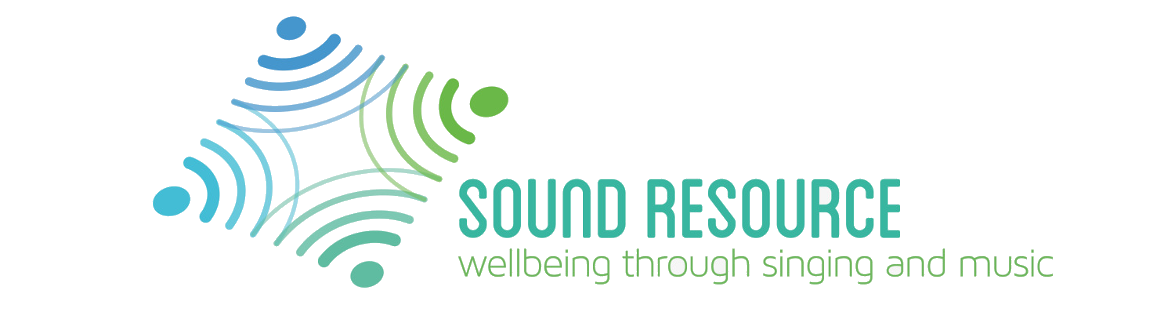 SOUND RESOURCE
wellbeing through singing and music